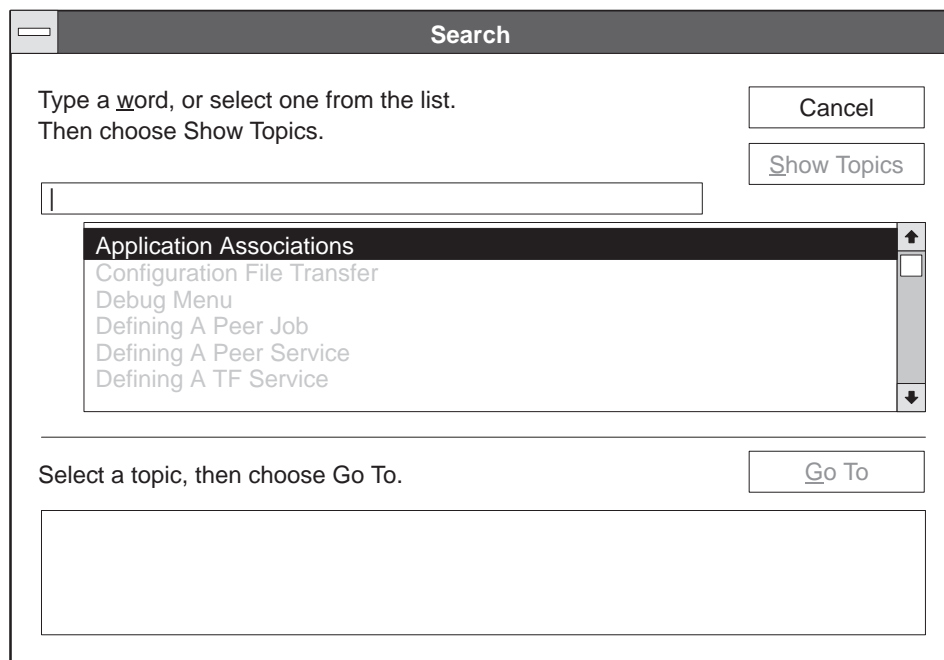 Search
Type a word, or select one from the list.
Then choose Show Topics.
Cancel
Show Topics
Application Associations
Configuration File Transfer
Debug Menu
Defining A Peer Job
Defining A Peer Service
Defining A TF Service
Select a topic, then choose Go To.
Go To